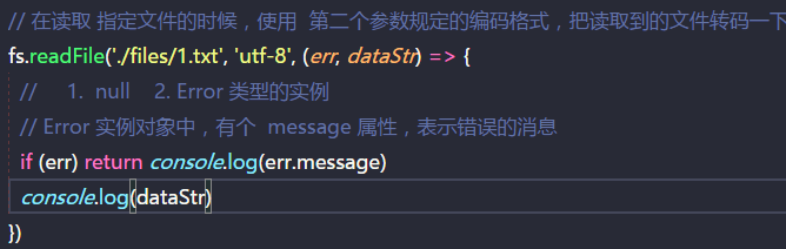 // 在读取 指定文件的时候，使用 第二个参数规定的编码格式，把读取到的文件转码一下
fs.readFile('./files/1.txt', 'utf-8', (err, dataStr) => {
// 1. null 2. Error 类型的实例
// Error 实例对象中，有个 message 属性，表示错误的消息
if (err) return console.log(err.message)
console.log(dataStr)
})